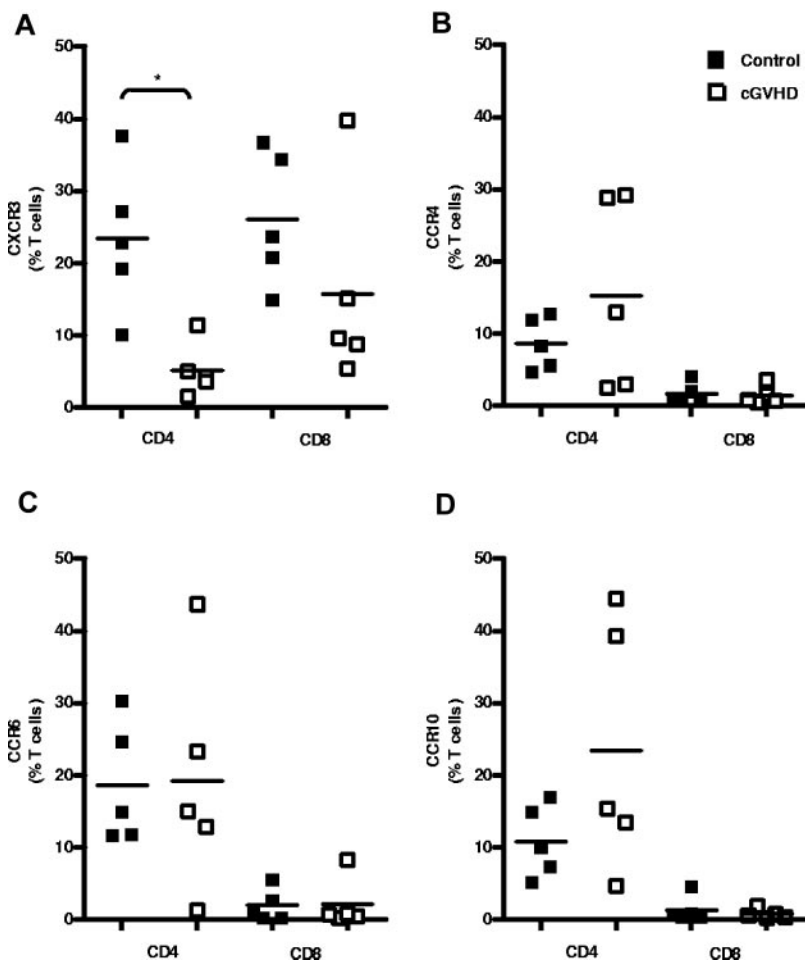 A
50
40
30
20
10
0
CXCR3
(% T cells)
*
CD4
CD8
B
50
40
30
20
10
0
CCR4
(% T cells)
Control
cGVHD
CD4
CD8
C
50
40
30
20
10
0
CCR6
(% T cells)
CD4
CD8
D
50
40
30
20
10
0
CCR10
(% T cells)
CD4
CD8